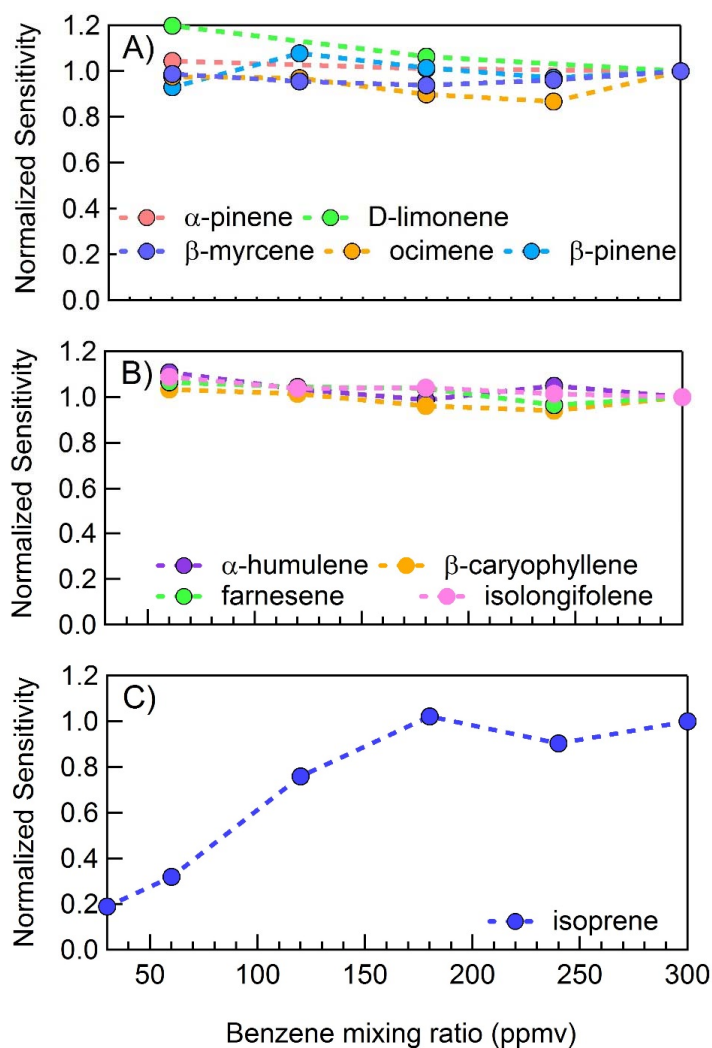 A)
Normalized Sensitivity
1.2
1.0
0.8
0.6
0.4
0.2
0.0
α-pinene D-limonene
β-myrcene ocimene β-pinene
B)
Normalized Sensitivity
1.2
1.0
0.8
0.6
0.4
0.2
0.0
α-humulene β-caryophyllene
farnesene isolongifolene
C)
Normalized Sensitivity
1.2
1.0
0.8
0.6
0.4
0.2
0.0
isoprene
50 100 150 200 250 300
Benzene mixing ratio (ppmv)